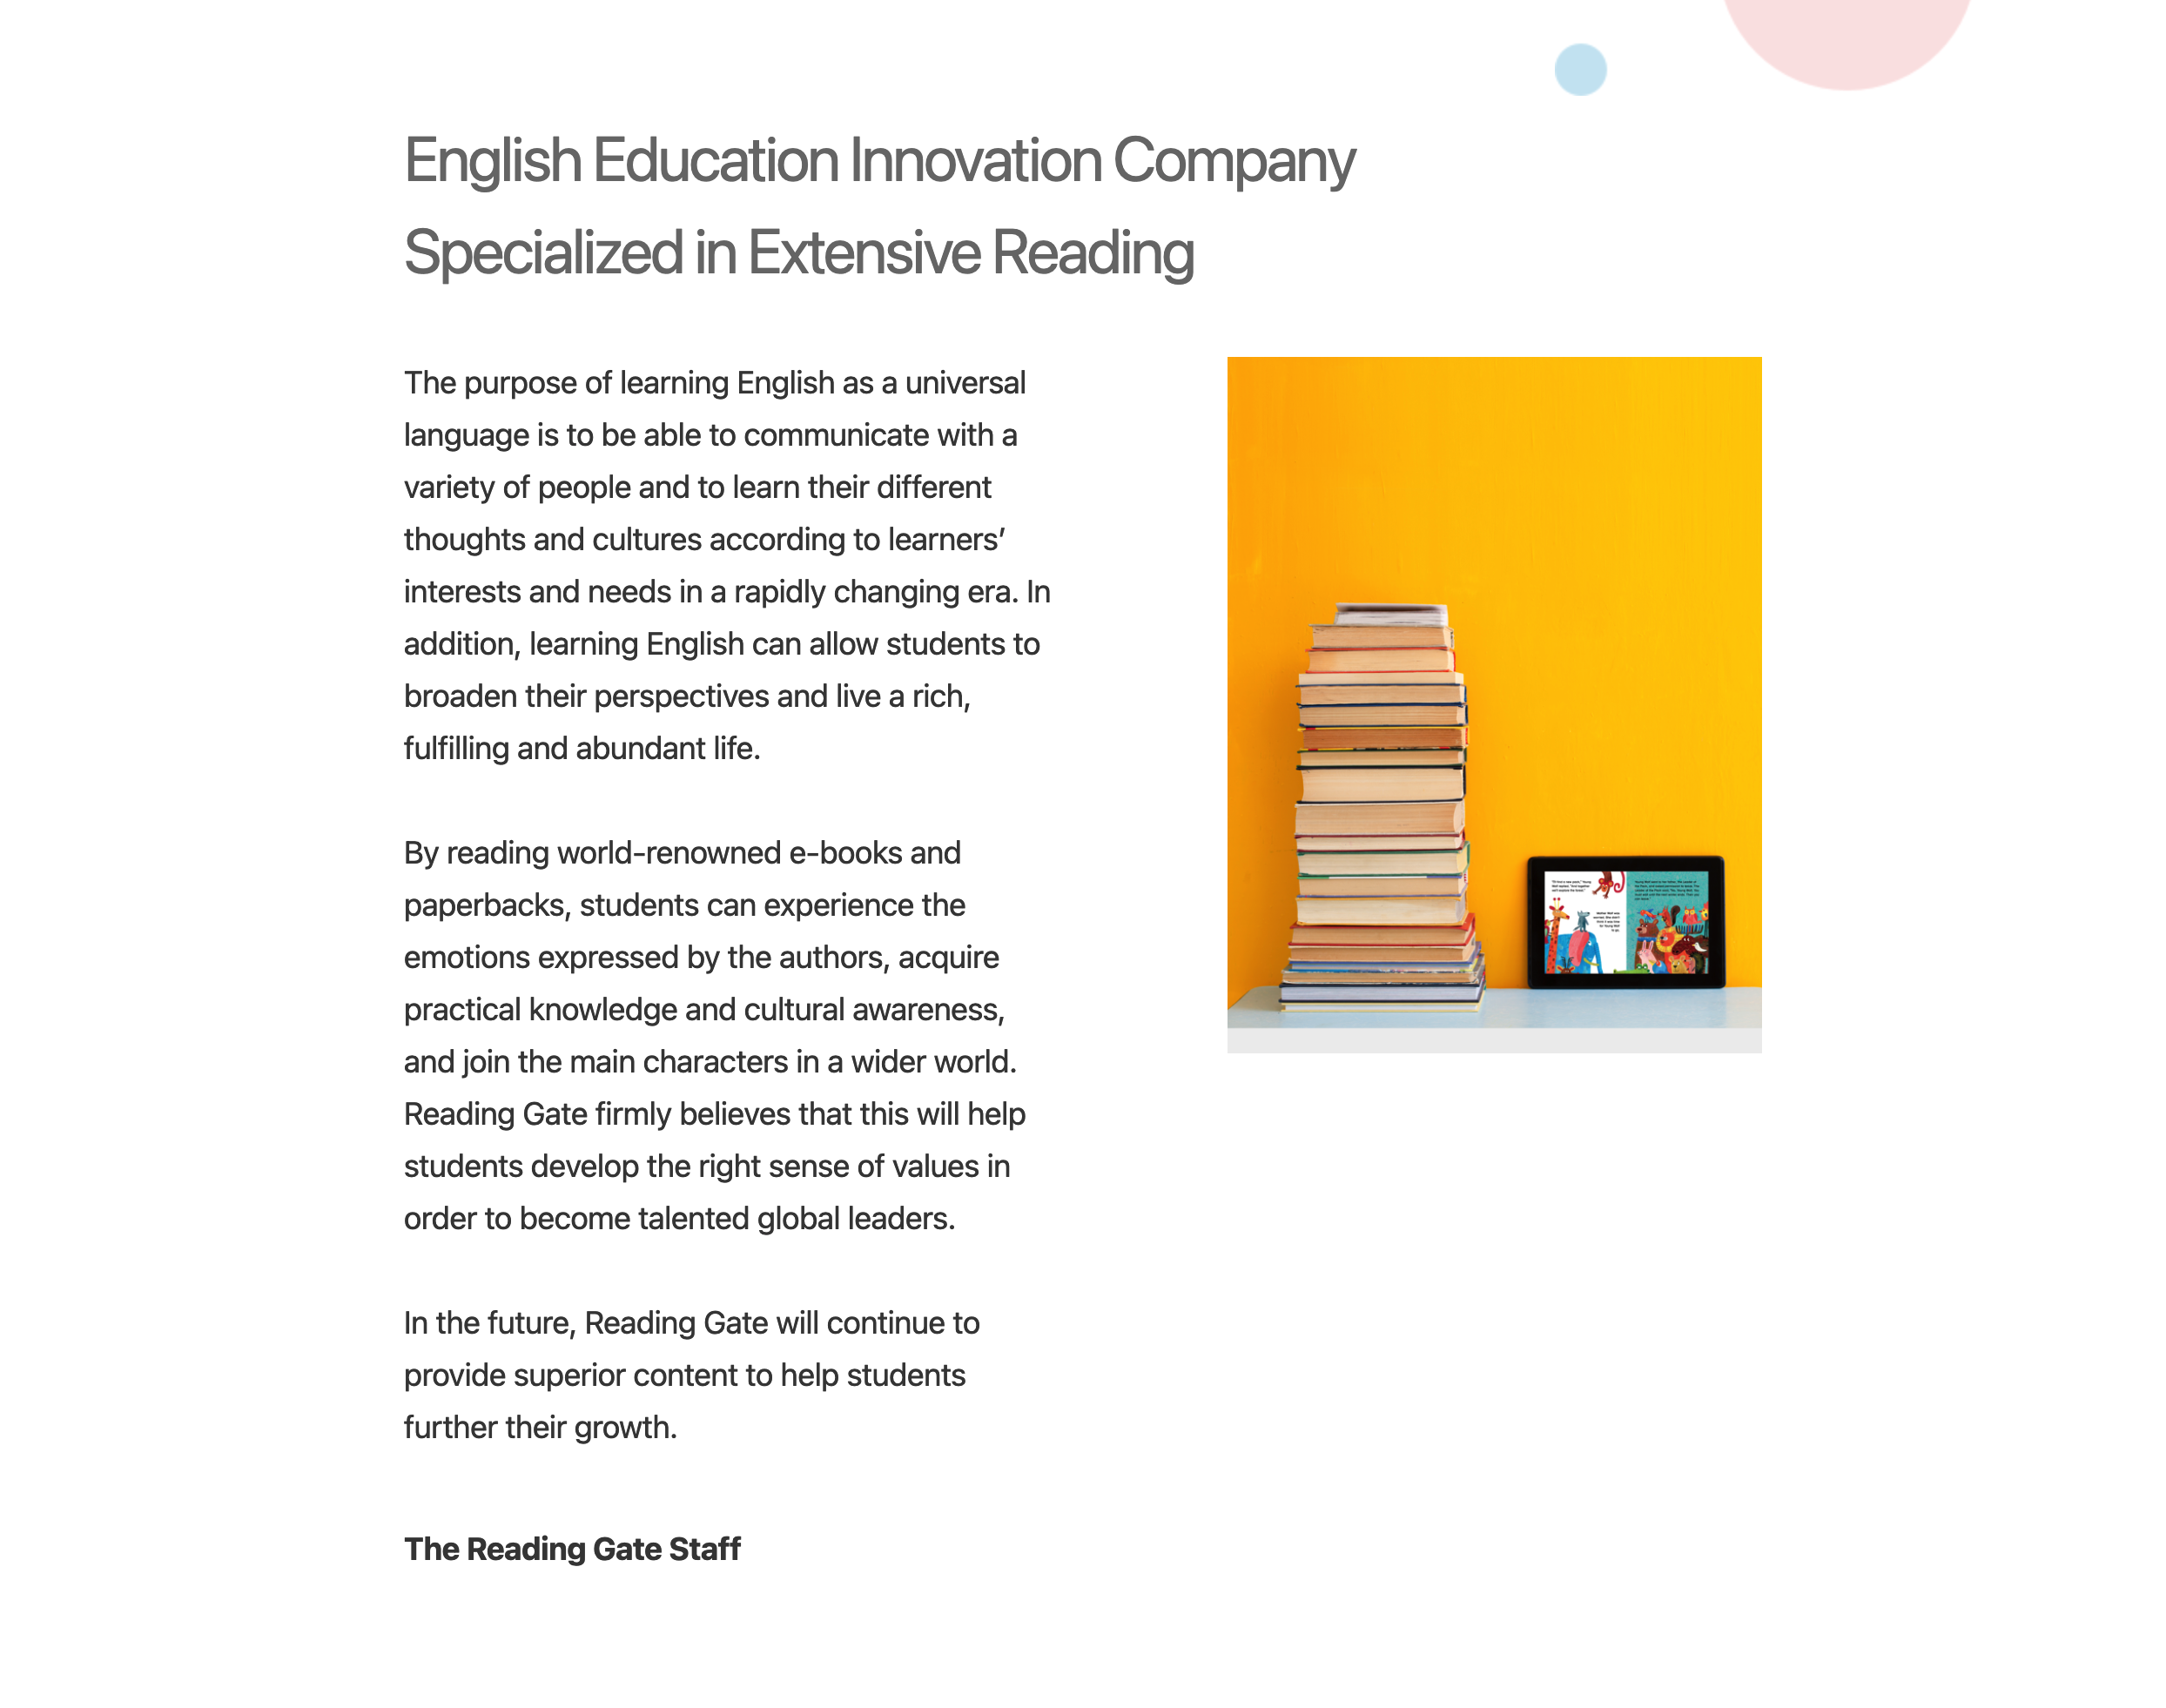 English Education Innovation Company
Specialized in Extensive Reading
The purpose of learning English as a universal
language is to be able to communicate with a
variety of people and to learn their different
thoughts and cultures according to learners’
interests and needs in a rapidly changing era. In
addition, learning English can allow students to
broaden their perspectives and live a rich,
fulfilling and abundant life.
By reading world-renowned e-books and
paperbacks, students can experience the
emotions expressed by the authors, acquire
practical knowledge and cultural awareness,
and join the main characters in a wider world.
Reading Gate firmly believes that this will help
students develop the right sense of values in
order to become talented global leaders.
In the future, Reading Gate will continue to
provide superior content to help students
further their growth.
The Reading Gate Staff